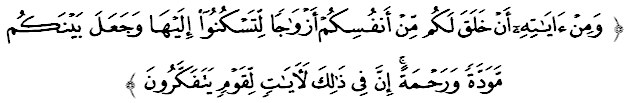 ﴿ وَمِنْ ءَايَٰتِهِۦٓ أَنْ خَلَقَ لَكُم مِّنْ أَنفُسِكُمْ أَزْوَٰجًا لِّتَسْكُنُوٓا۟ إِلَيْهَا وَجَعَلَ بَيْنَكُم
مَّوَدَّةً وَرَحْمَةً ۚ إِنَّ فِى ذَٰلِكَ لَءَايَٰتٍ لِّقَوْمٍ يَتَفَكَّرُونَ ﴾